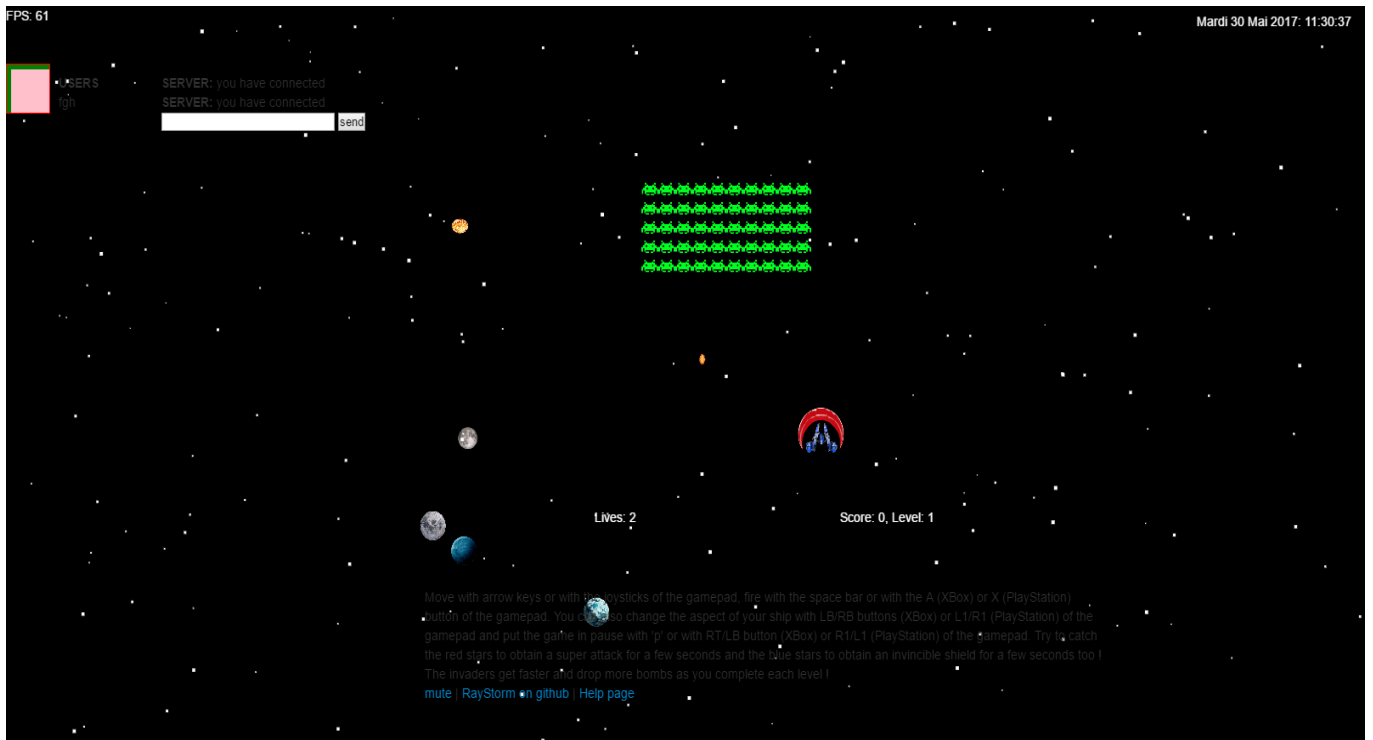 FPS: 61
Mardi 30 Mai 2017: 11:30:37
USERS
SERVER: you have connected
fgh
SERVER: you have connected
send
Lives: 2
Score: 0, Level: 1
Move with arrow keys or with the joysticks of the gamepad, fire with the space bar or with the A (XBox) or X (PlayStation)
button of the gamepad. You can also change the aspect of your ship with LB/RB buttons (XBox) or L1/R1 (PlayStation) of the
gamepad and put the game in pause with 'p' or with RT/LB button (XBox) or R1/L1 (PlayStation) of the gamepad. Try to catch
the red stars to obtain a super attack for a few seconds and the blue stars to obtain an invincible shield for a few seconds too !
The invaders get faster and drop more bombs as you complete each level !
mute | RayStorm on github | Help page